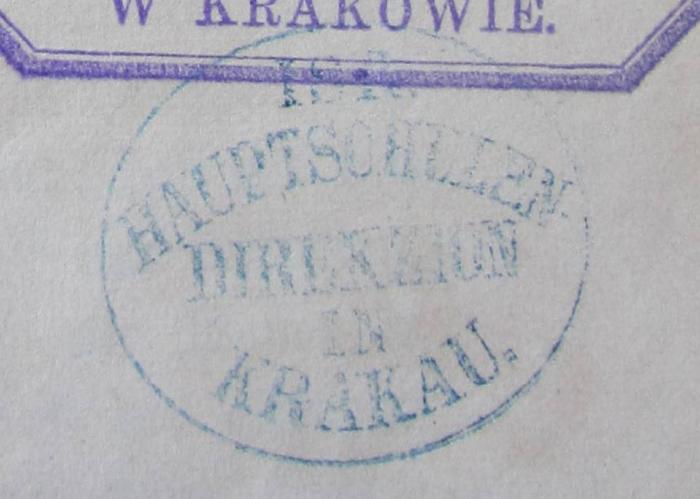 W KRAKOWIE.
K. K.
HAUPTSCHULEN-
DIREKZION
IN
KRAKAU.